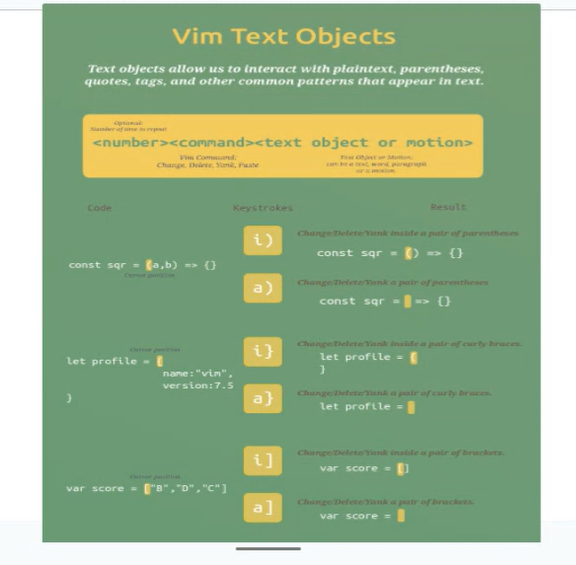 Vim Text Objects
Text objects allow us to interact with plaintext, parentheses,
quotes, tags, and other common patterns that appear in text.
Optional:
Number of time to repeat
<number><command><text object or motion>
Vim Command:
Change, Delete, Yank, Paste
Text Object or Motion:
can be a text, word, paragraph
or a motion.
Code
Keystrokes
Result
const sqr = (a,b) => {}
Cursor position
i)
Change/Delete/Yank inside a pair of parentheses
const sqr = () => {}
a)
Change/Delete/Yank a pair of parentheses
const sqr = => {}
Cursor position
let profile = {
name:"vim",
version:7.5
}
i}
Change/Delete/Yank inside a pair of curly braces.
let profile = {
}
a}
Change/Delete/Yank a pair of curly braces.
let profile =
Cursor position
var score = ["B","D","C"]
i]
Change/Delete/Yank inside a pair of brackets.
var score = []
a]
Change/Delete/Yank a pair of brackets.
var score =